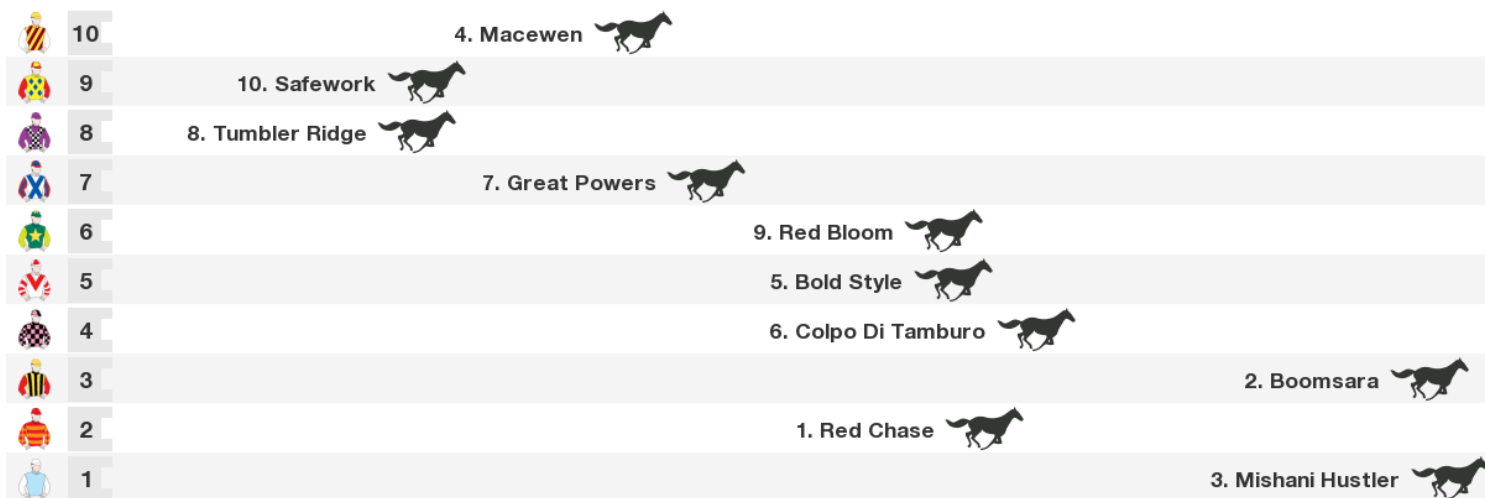 10 4. Macewen
9 10. Safework
8 8. Tumbler Ridge
7 7. Great Powers
6 9. Red Bloom
5 5. Bold Style
4 6. Colpo Di Tamburo
3 2. Boomsara
2 1. Red Chase
1 3. Mishani Hustler